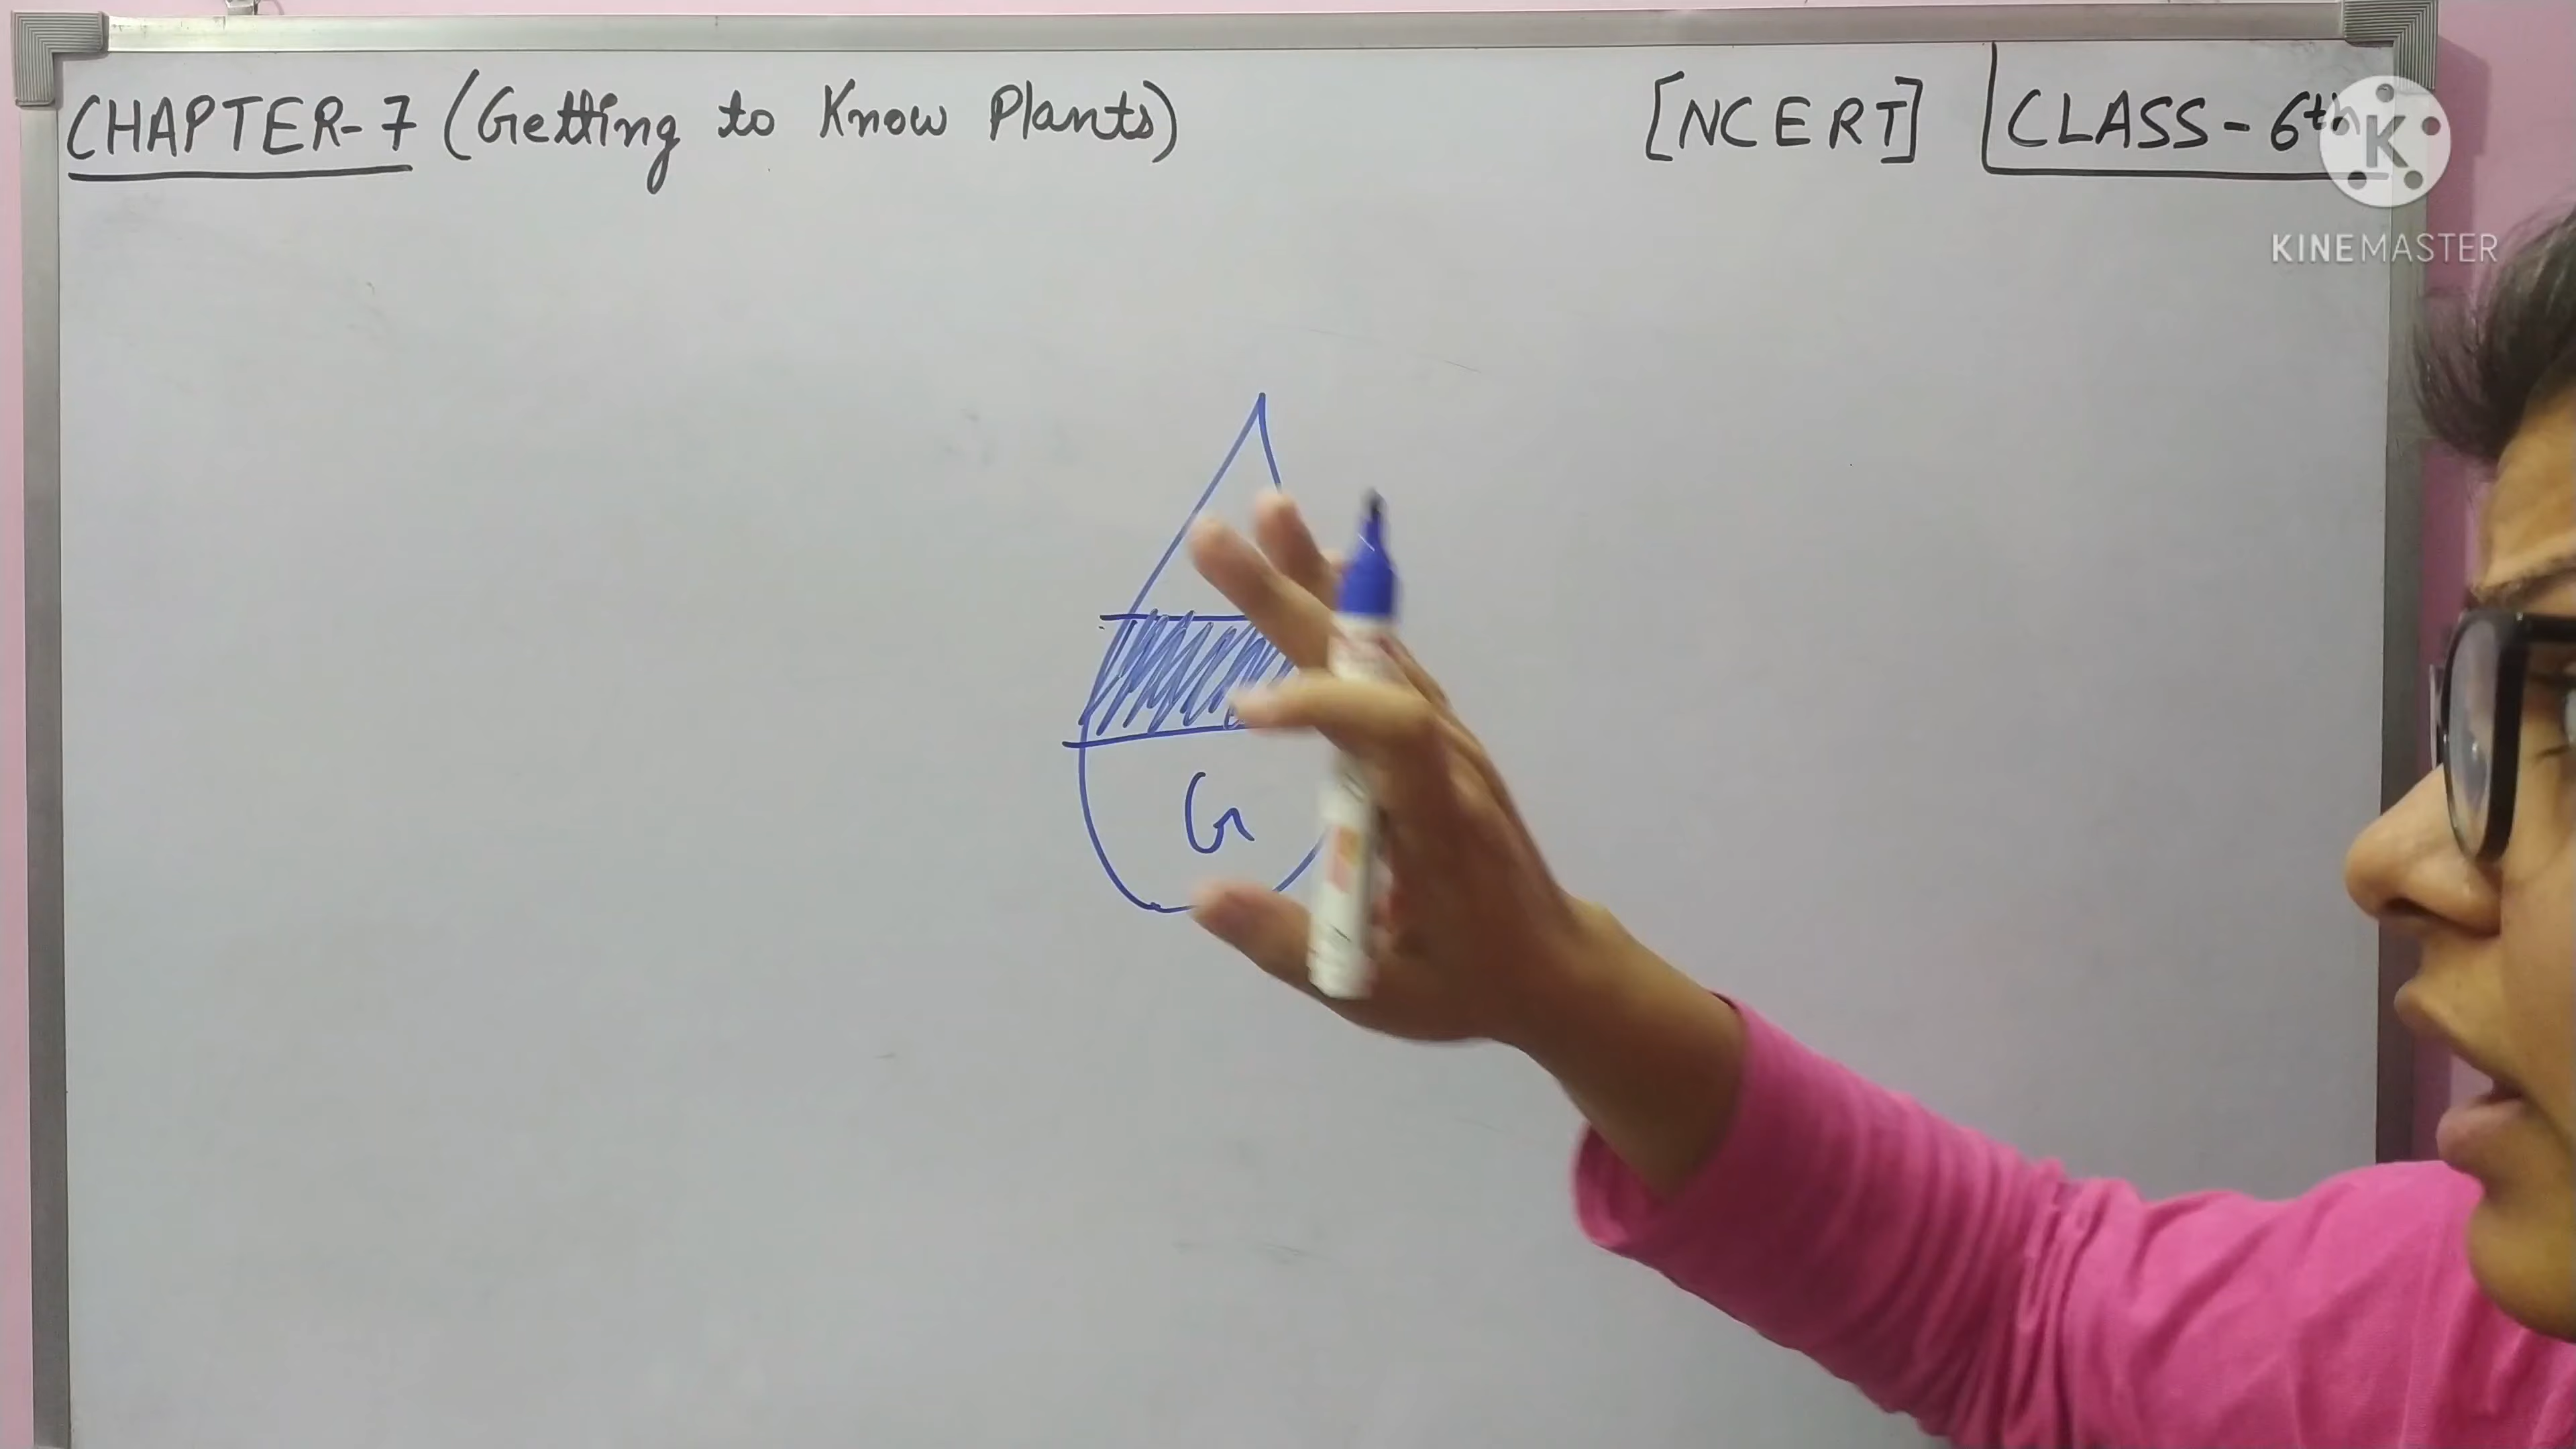 CHAPTER-7 (Getting to Know Plants) [NCERT] CLASS-6th
K
KINEMASTER
G